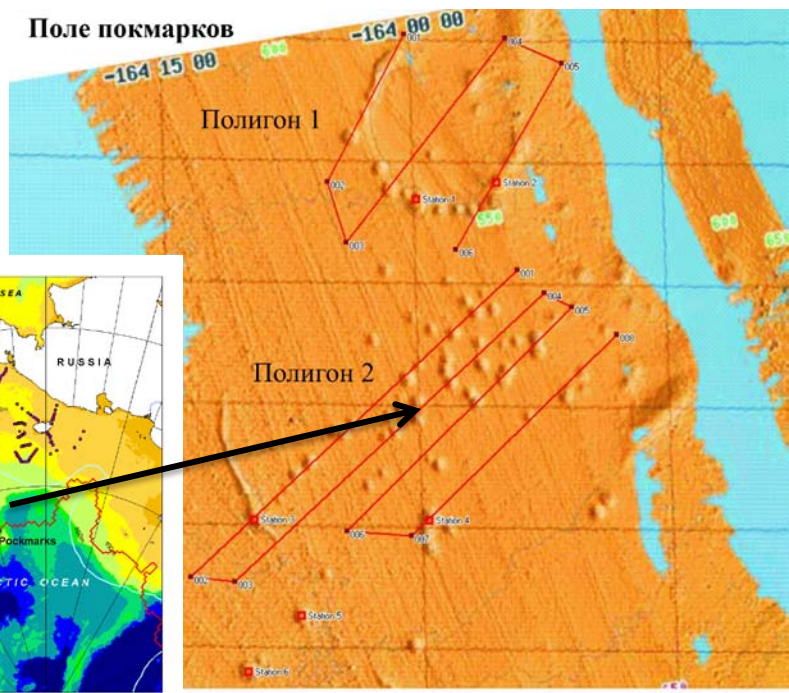 Поле покмарков
-164 15 00
600
-164 00 00
001
004
005
Полигон 1
002
Station 1
Station 2
003
006
550
600
650
001
004
005
008
Полигон 2
Station 3
Station 4
006
007
002
003
Station 5
Station 6
650
SEA
RUSSIA
Pockmarks
OCEAN